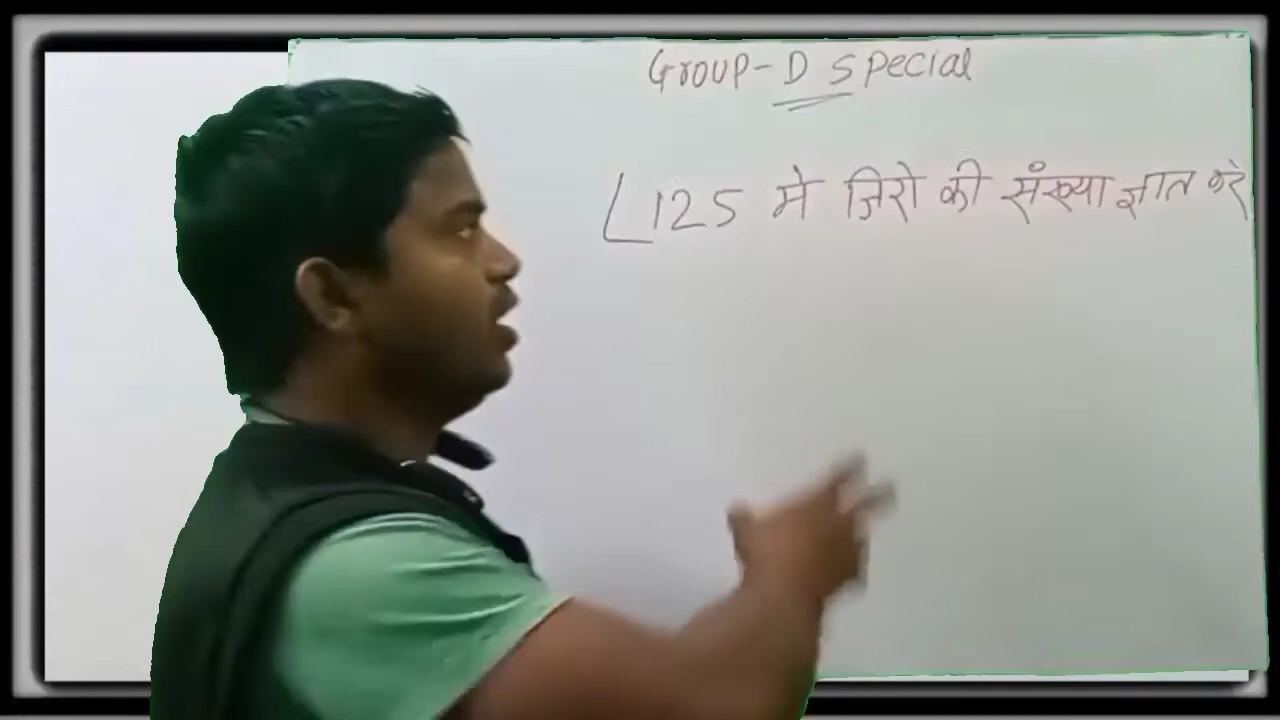 Group-D Special
∟125 मे जिरो की संख्या ज्ञात करे